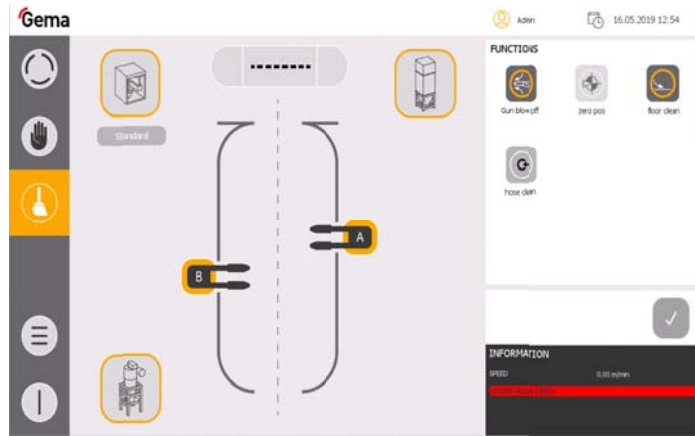 Gema
Admin
16.05.2019 12:54
Standard
A
B
FUNCTIONS
Gun blow off
zero pos
floor clean
hose clean
INFORMATION
SPEED
0.00 m/min